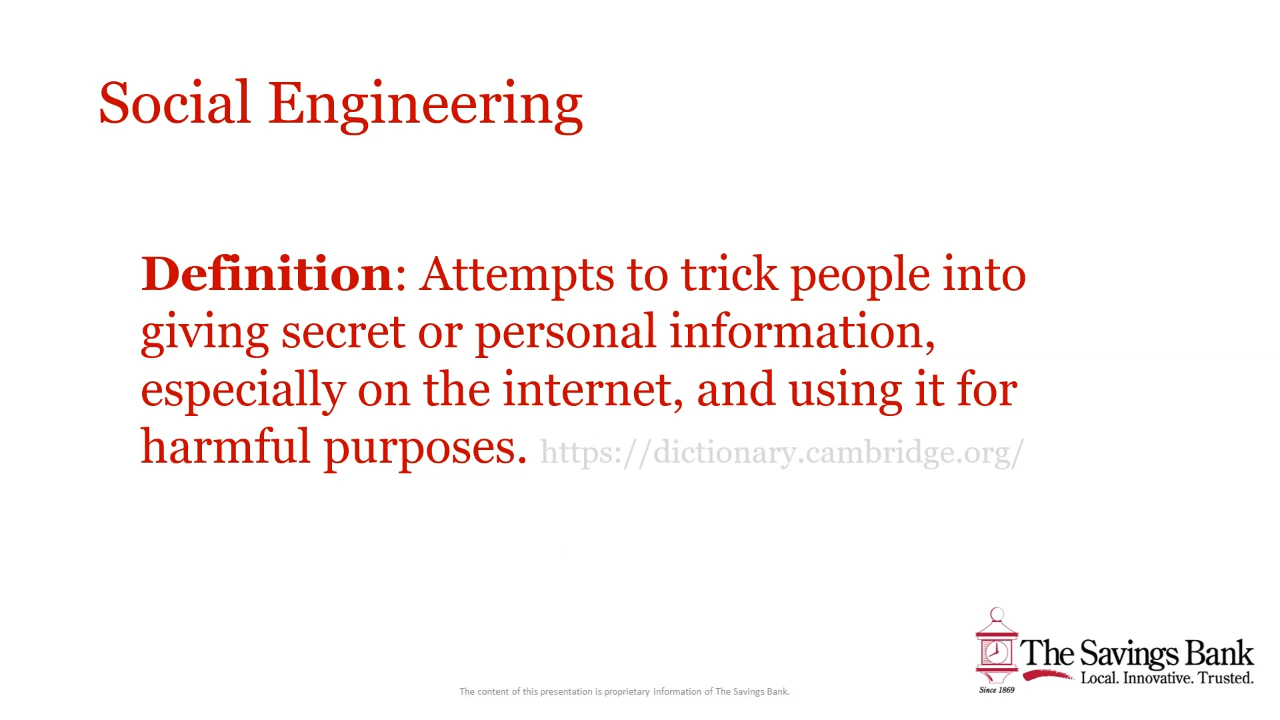 Social Engineering
Definition: Attempts to trick people into
giving secret or personal information,
especially on the internet, and using it for
harmful purposes. https://dictionary.cambridge.org/
The Savings Bank
Local. Innovative. Trusted.
Since 1869
The content of this presentation is proprietary information of The Savings Bank.